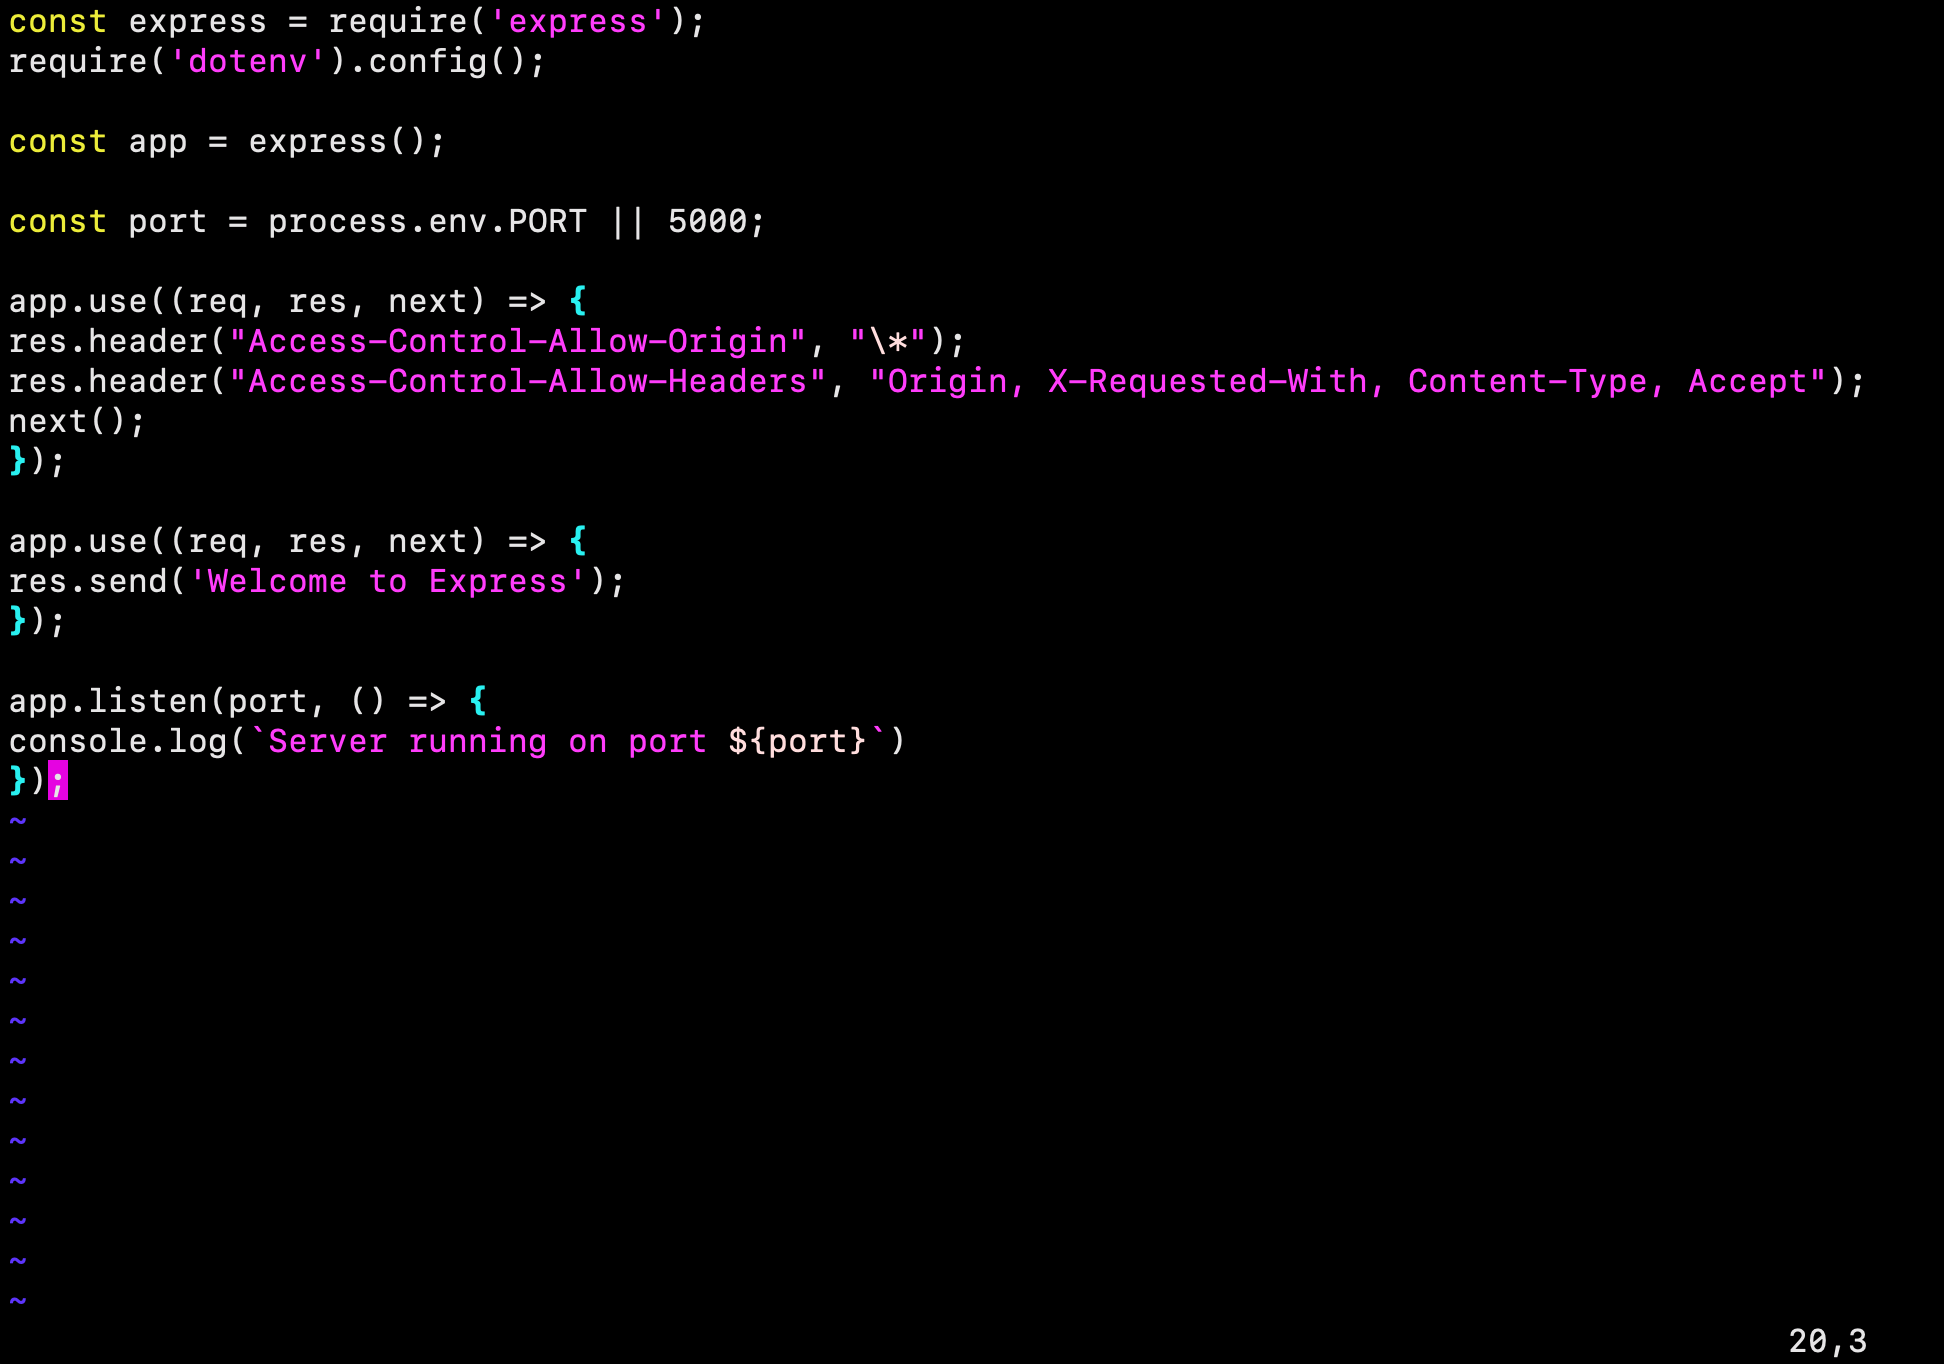 const express = require('express');
require('dotenv').config();

const app = express();

const port = process.env.PORT || 5000;

app.use((req, res, next) => {
res.header("Access-Control-Allow-Origin", "\*");
res.header("Access-Control-Allow-Headers", "Origin, X-Requested-With, Content-Type, Accept");
next();
});

app.use((req, res, next) => {
res.send('Welcome to Express');
});

app.listen(port, () => {
console.log(`Server running on port ${port}`)
});
~
~
~
~
~
~
~
~
~
~
~
~
~
20,3